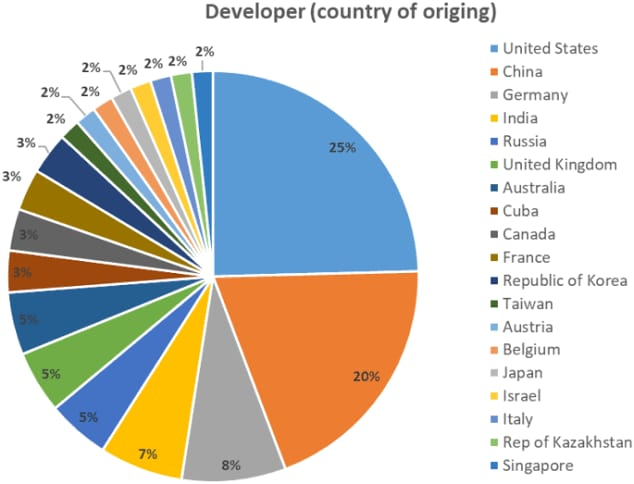 Developer (country of origing)
2%
2%
2%
2%
2%
2%
2%
2%
3%
3%
3%
3%
5%
5%
5%
7%
8%
20%
25%
United States
China
Germany
India
Russia
United Kingdom
Australia
Cuba
Canada
France
Republic of Korea
Taiwan
Austria
Belgium
Japan
Israel
Italy
Rep of Kazakhstan
Singapore